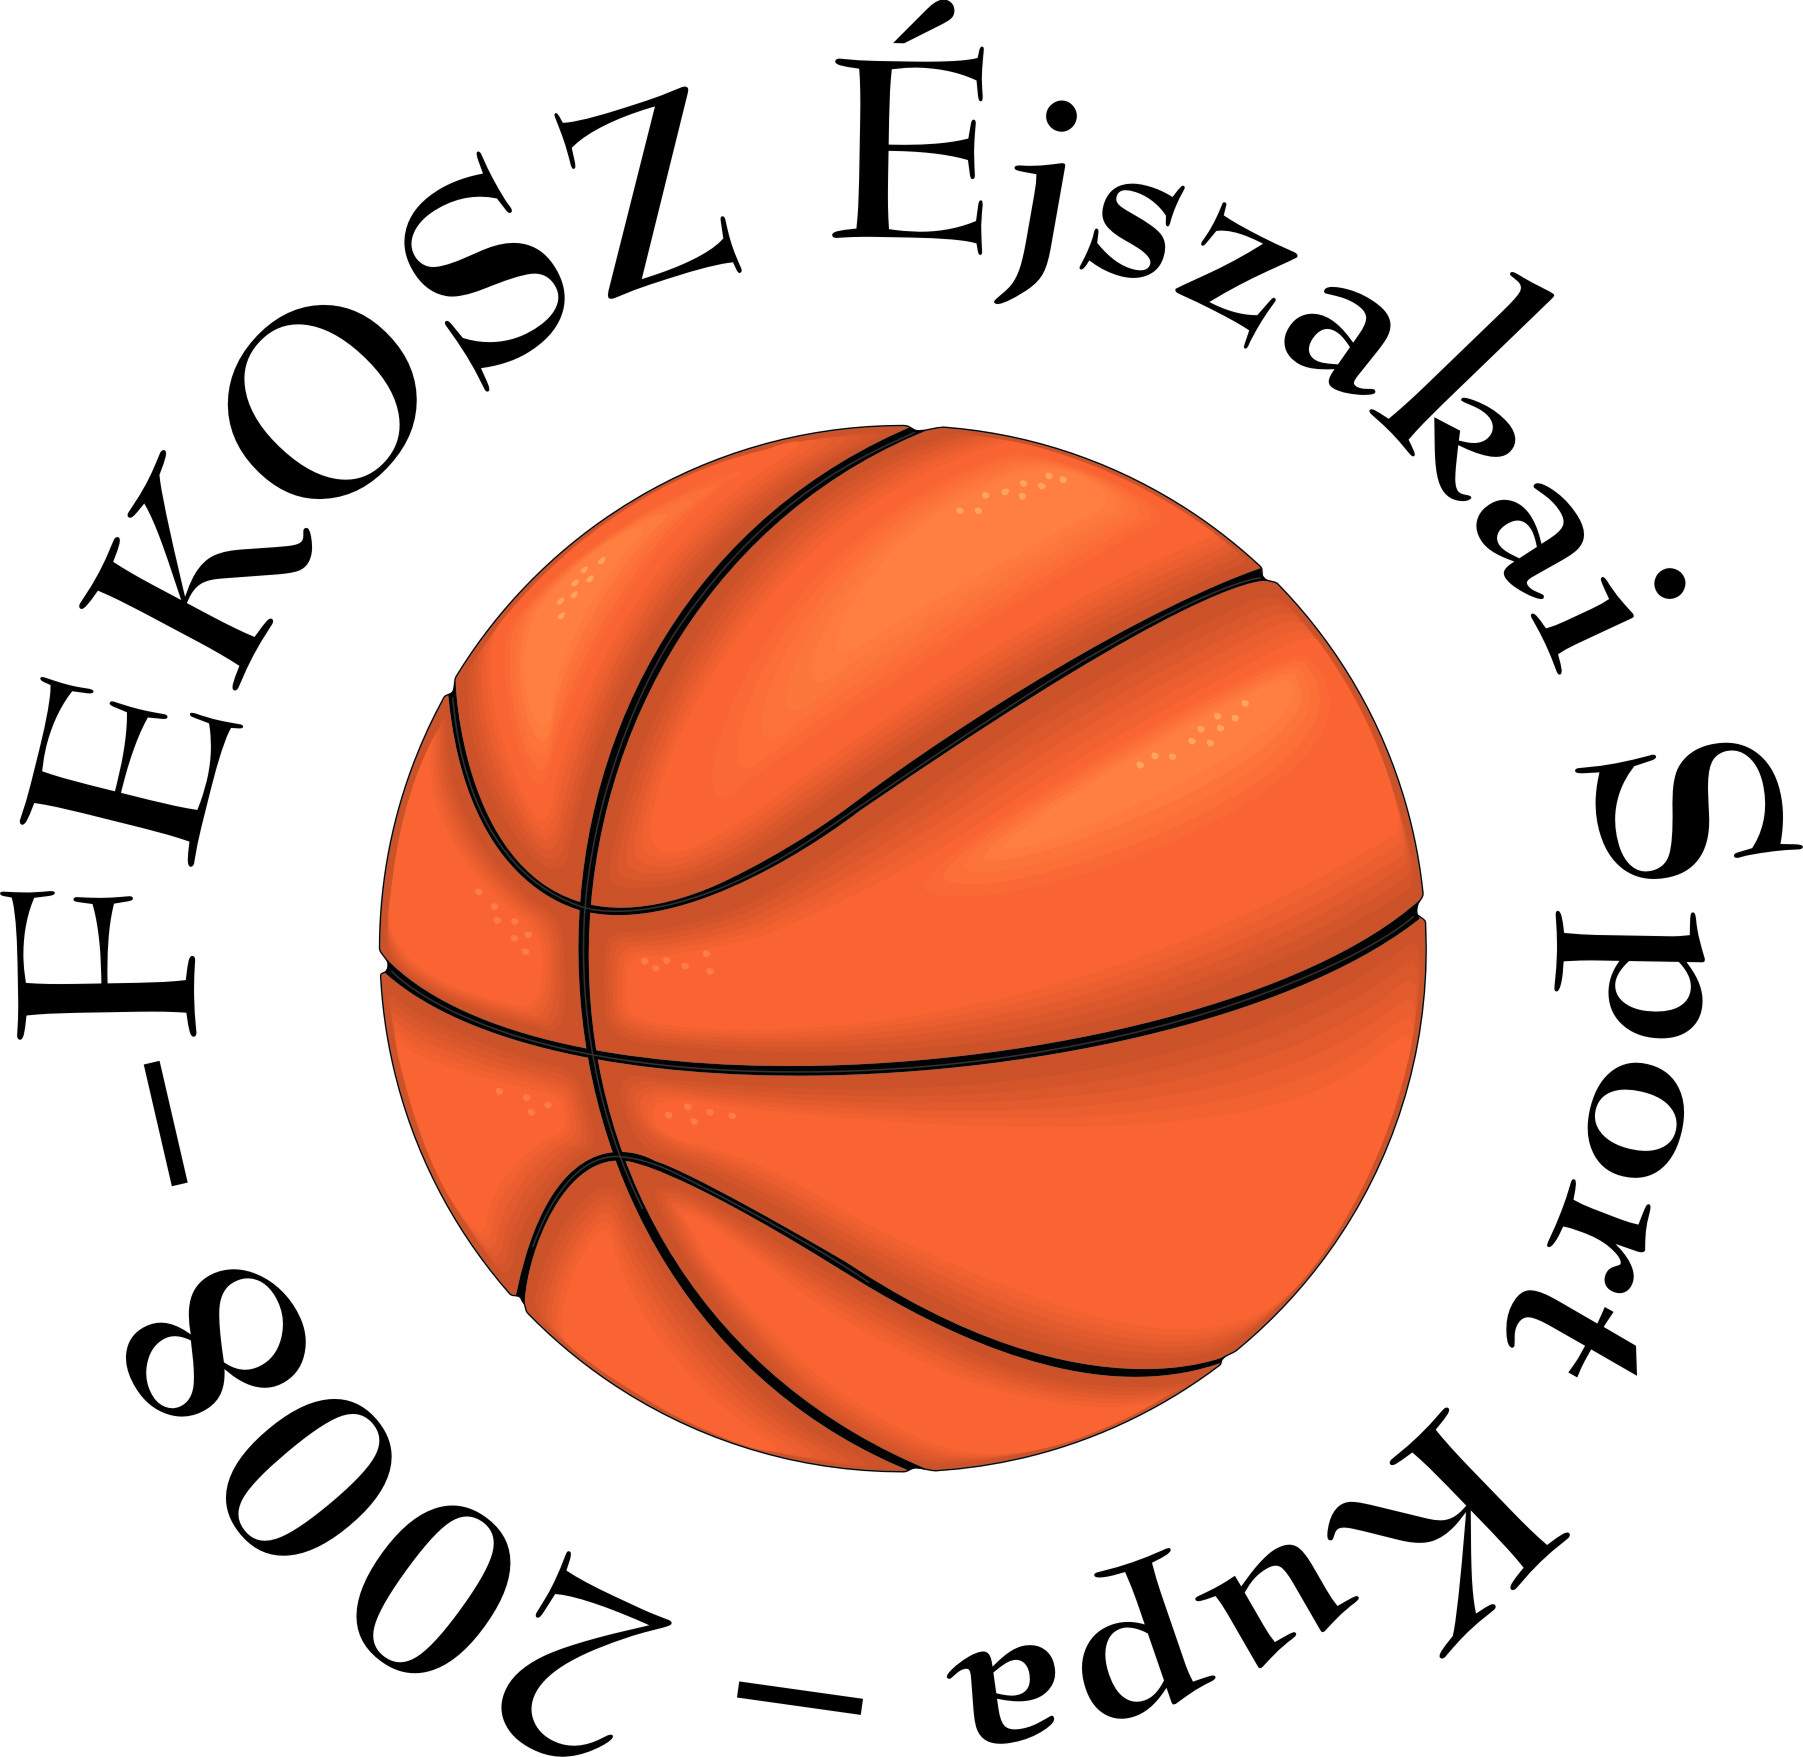 FEKOSZ Éjszakai Sport Kupa – 2008 –